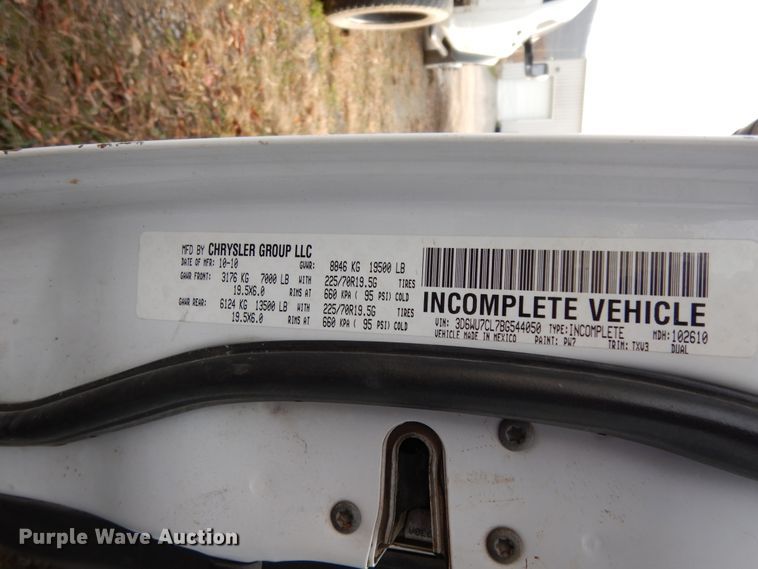 MFD BY CHRYSLER GROUP LLC
DATE OF MFR: 10-10 GVWR: 8846 KG 19500 LB
GAWR FRONT: 3176 KG 7000 LB WITH 225/70R19.5G TIRES
19.5X6.0 RIMS AT 660 KPA ( 95 PSI) COLD
GAWR REAR: 6124 KG 13500 LB WITH 225/70R19.5G TIRES
19.5X6.0 RIMS AT 660 KPA ( 95 PSI) COLD
INCOMPLETE VEHICLE
VIN: 3D6WU7CL7BG544050 TYPE: INCOMPLETE MDH: 102610
VEHICLE MADE IN MEXICO PAINT: PW7 TRIM: TXV3 DUAL
Purple Wave Auction